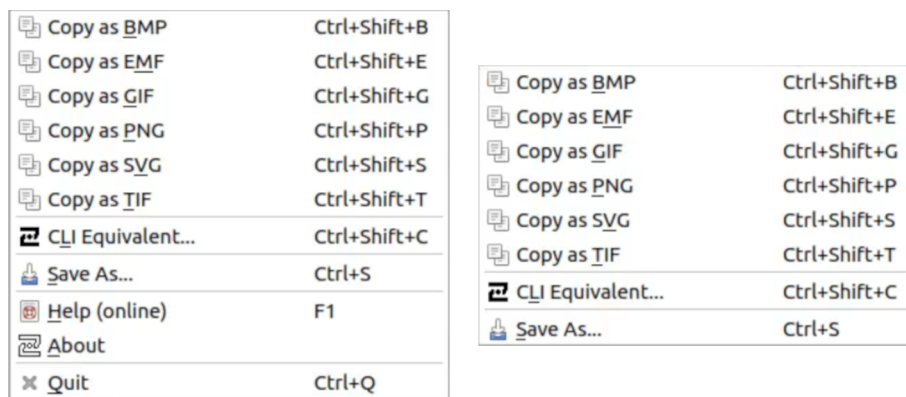 Copy as BMP Ctrl+Shift+B
Copy as EMF Ctrl+Shift+E
Copy as GIF Ctrl+Shift+G
Copy as PNG Ctrl+Shift+P
Copy as SVG Ctrl+Shift+S
Copy as TIF Ctrl+Shift+T
CLI Equivalent... Ctrl+Shift+C
Save As... Ctrl+S
Help (online) F1
About
Quit Ctrl+Q
Copy as BMP Ctrl+Shift+B
Copy as EMF Ctrl+Shift+E
Copy as GIF Ctrl+Shift+G
Copy as PNG Ctrl+Shift+P
Copy as SVG Ctrl+Shift+S
Copy as TIF Ctrl+Shift+T
CLI Equivalent... Ctrl+Shift+C
Save As... Ctrl+S